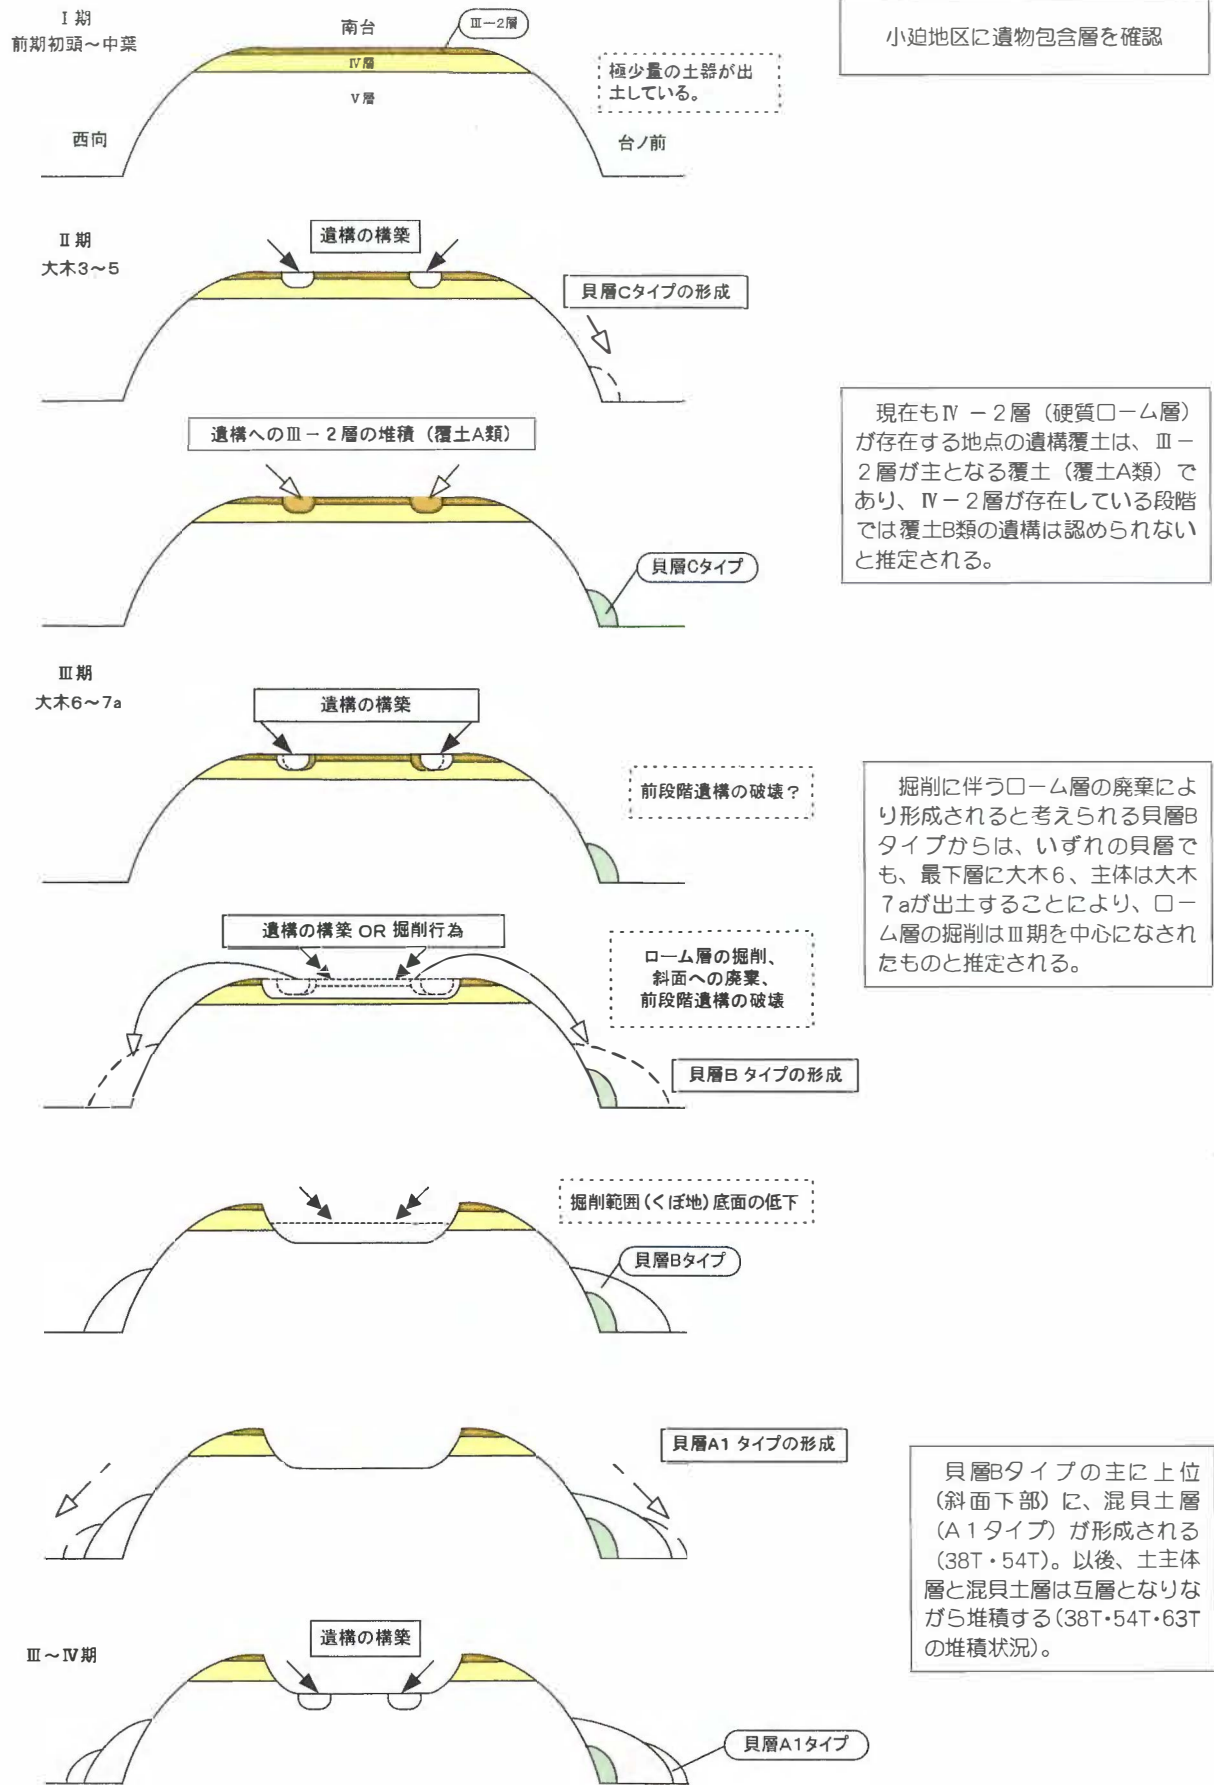 Ⅰ期
前期初頭～中葉
南台
Ⅲ－2層
Ⅳ層
Ⅴ層
西向
台ノ前
極少量の土器が出
土している。
小廹地区に遺物包含層を確認
Ⅱ期
大木3～5
遺構の構築
貝層Cタイプの形成
遺構へのⅢ－2層の堆積（覆土A類）
貝層Cタイプ
現在もⅣ－２層（硬質ローム層）
が存在する地点の遺構覆土は、Ⅲ－
２層が主となる覆土（覆土A類）で
あり、Ⅳ－２層が存在している段階
では覆土B類の遺構は認められない
と推定される。
Ⅲ期
大木6～7a
遺構の構築
前段階遺構の破壊？
掘削に伴うローム層の廃棄によ
り形成されると考えられる貝層B
タイプからは、いずれの貝層で
も、最下層に大木６、主体は大木
７aが出土することにより、ロー
ム層の掘削はⅢ期を中心になされ
たものと推定される。
遺構の構築 OR 掘削行為
ローム層の掘削、
斜面への廃棄、
前段階遺構の破壊
貝層B タイプの形成
掘削範囲（くぼ地）底面の低下
貝層Bタイプ
貝層A1 タイプの形成
貝層Bタイプの主に上位
（斜面下部）に、混貝土層
（A１タイプ）が形成される
（38T・54T）。以後、土主体
層と混貝土層は互層となりな
がら堆積する（38T・54T・63T
の堆積状況）。
Ⅲ～Ⅳ期
遺構の構築
貝層A1タイプ